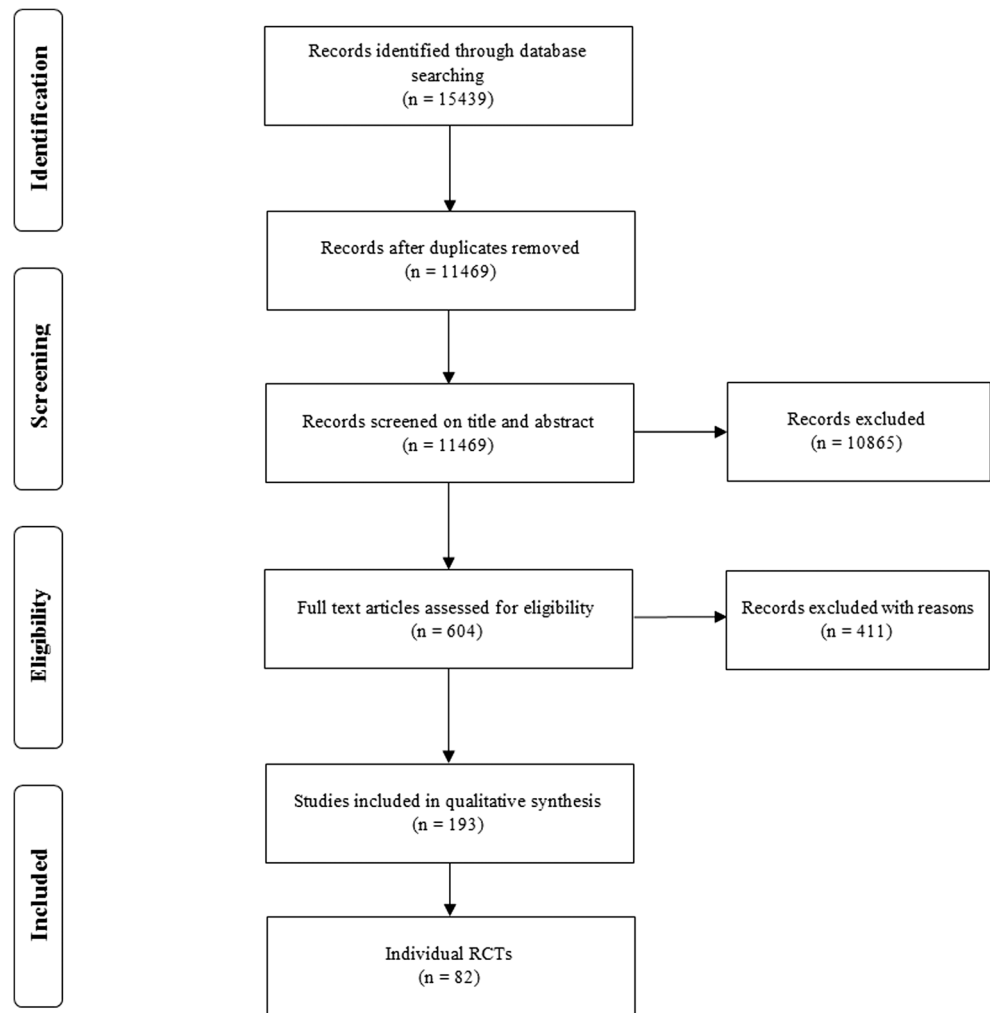 Identification
Records identified through database
searching
(n = 15439)
Records after duplicates removed
(n = 11469)
Screening
Records screened on title and abstract
(n = 11469)
Records excluded
(n = 10865)
Eligibility
Full text articles assessed for eligibility
(n = 604)
Records excluded with reasons
(n = 411)
Included
Studies included in qualitative synthesis
(n = 193)
Individual RCTs
(n = 82)